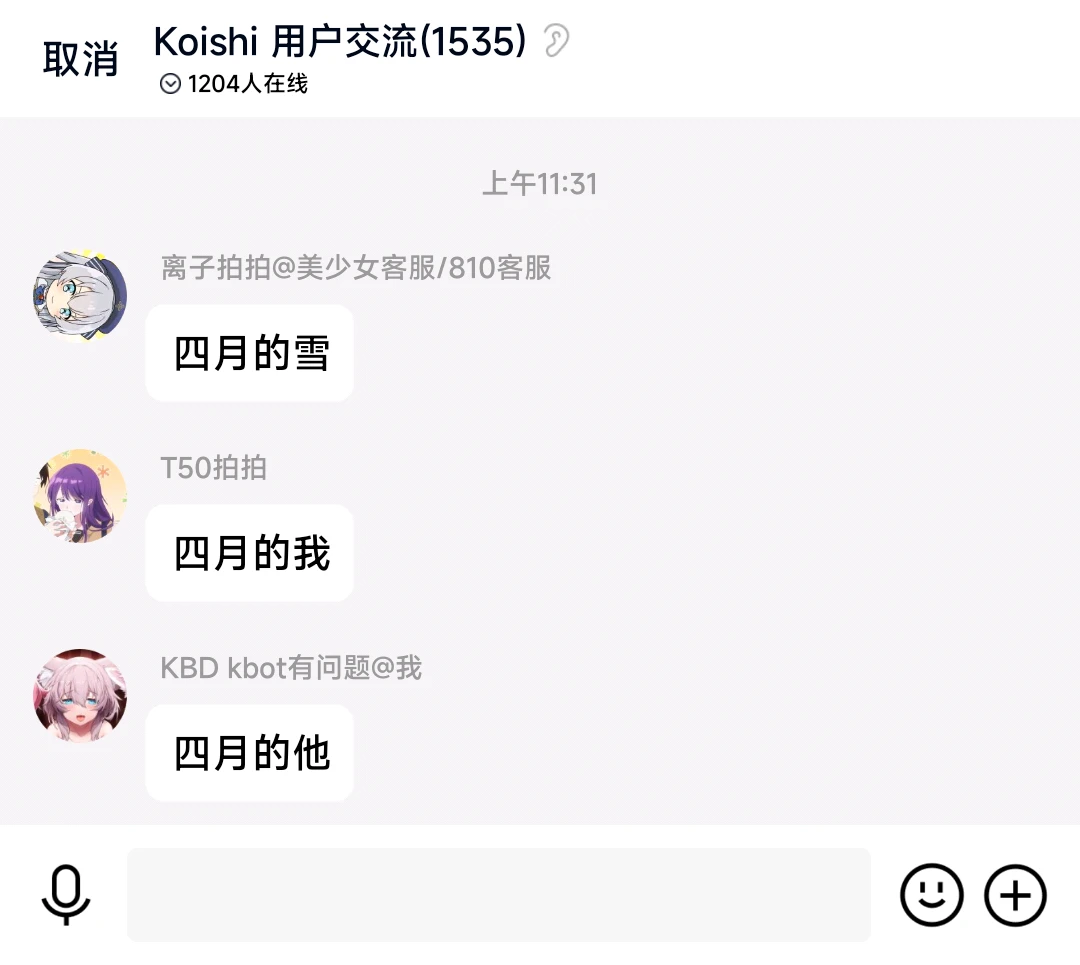 取消
Koishi 用户交流(1535)
1204人在线
上午11:31
离子拍拍@美少女客服/810客服
四月的雪
T50拍拍
四月的我
KBD kbot有问题@我
四月的他